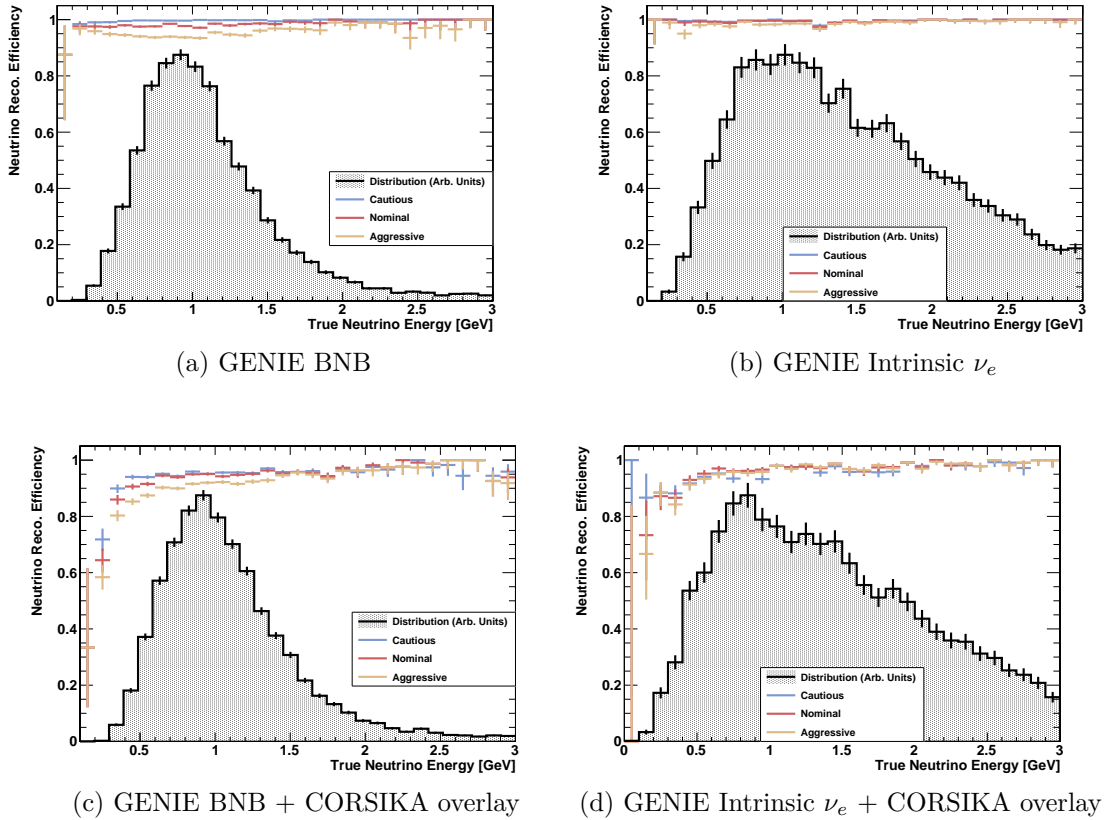 Neutrino Reco. Efficiency
1
0.8
0.6
0.4
0.2
0
Distribution (Arb. Units)
Cautious
Nominal
Aggressive
0.5 1 1.5 2 2.5 3
True Neutrino Energy [GeV]
(a) GENIE BNB
Neutrino Reco. Efficiency
1
0.8
0.6
0.4
0.2
0
Distribution (Arb. Units)
Cautious
Nominal
Aggressive
0.5 1 1.5 2 2.5 3
True Neutrino Energy [GeV]
(b) GENIE Intrinsic νe
Neutrino Reco. Efficiency
1
0.8
0.6
0.4
0.2
0
Distribution (Arb. Units)
Cautious
Nominal
Aggressive
0.5 1 1.5 2 2.5 3
True Neutrino Energy [GeV]
(c) GENIE BNB + CORSIKA overlay
Neutrino Reco. Efficiency
1
0.8
0.6
0.4
0.2
0
Distribution (Arb. Units)
Cautious
Nominal
Aggressive
0 0.5 1 1.5 2 2.5 3
True Neutrino Energy [GeV]
(d) GENIE Intrinsic νe + CORSIKA overlay